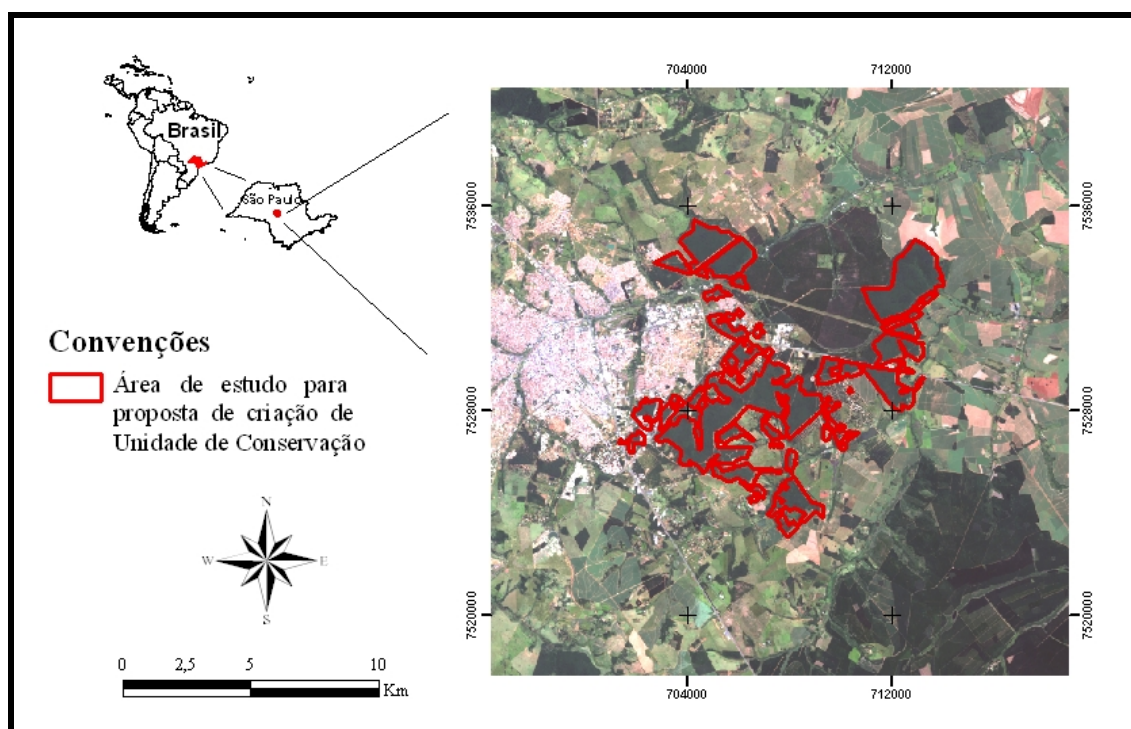 Brasil
São Paulo
Convenções
Área de estudo para
proposta de criação de
Unidade de Conservação
N
W
E
S
0 2,5 5 10
Km
704000 712000
7536000 7536000
7528000 7528000
7520000 7520000
704000 712000